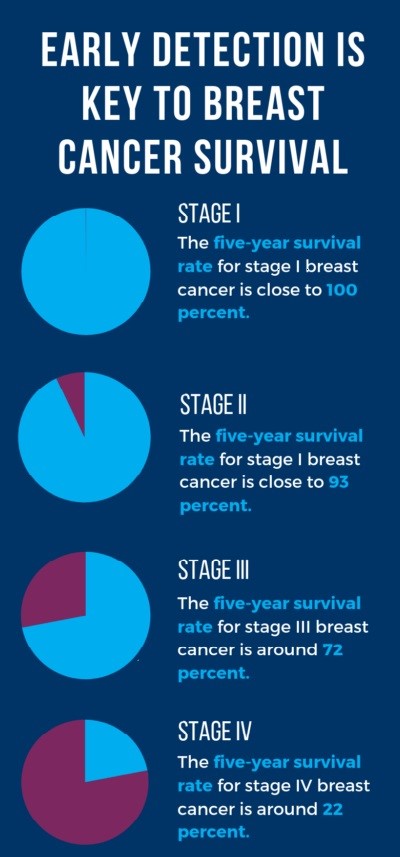 EARLY DETECTION IS
KEY TO BREAST
CANCER SURVIVAL
STAGE I
The five-year survival
rate for stage I breast
cancer is close to 100
percent.
STAGE II
The five-year survival
rate for stage I breast
cancer is close to 93
percent.
STAGE III
The five-year survival
rate for stage III breast
cancer is around 72
percent.
STAGE IV
The five-year survival
rate for stage IV breast
cancer is around 22
percent.